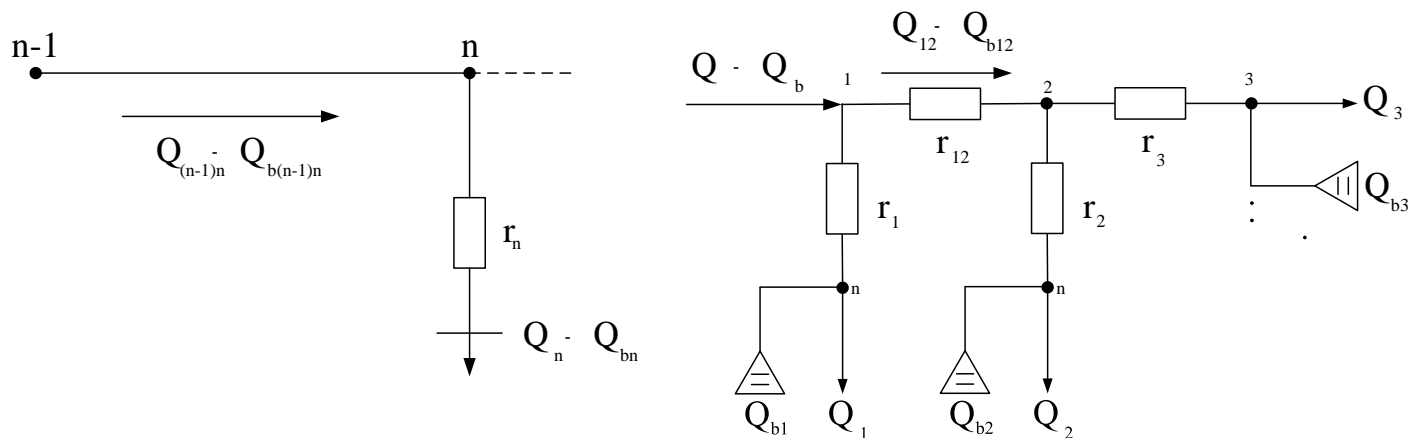 n-1
n
Q(n-1)n - Qb(n-1)n
rn
Qn - Qbn
Q - Qb
1
Q12 - Qb12
2
3
Q3
r12
r3
r1
r2
Qb3
n
n
Qb1
Q1
Qb2
Q2